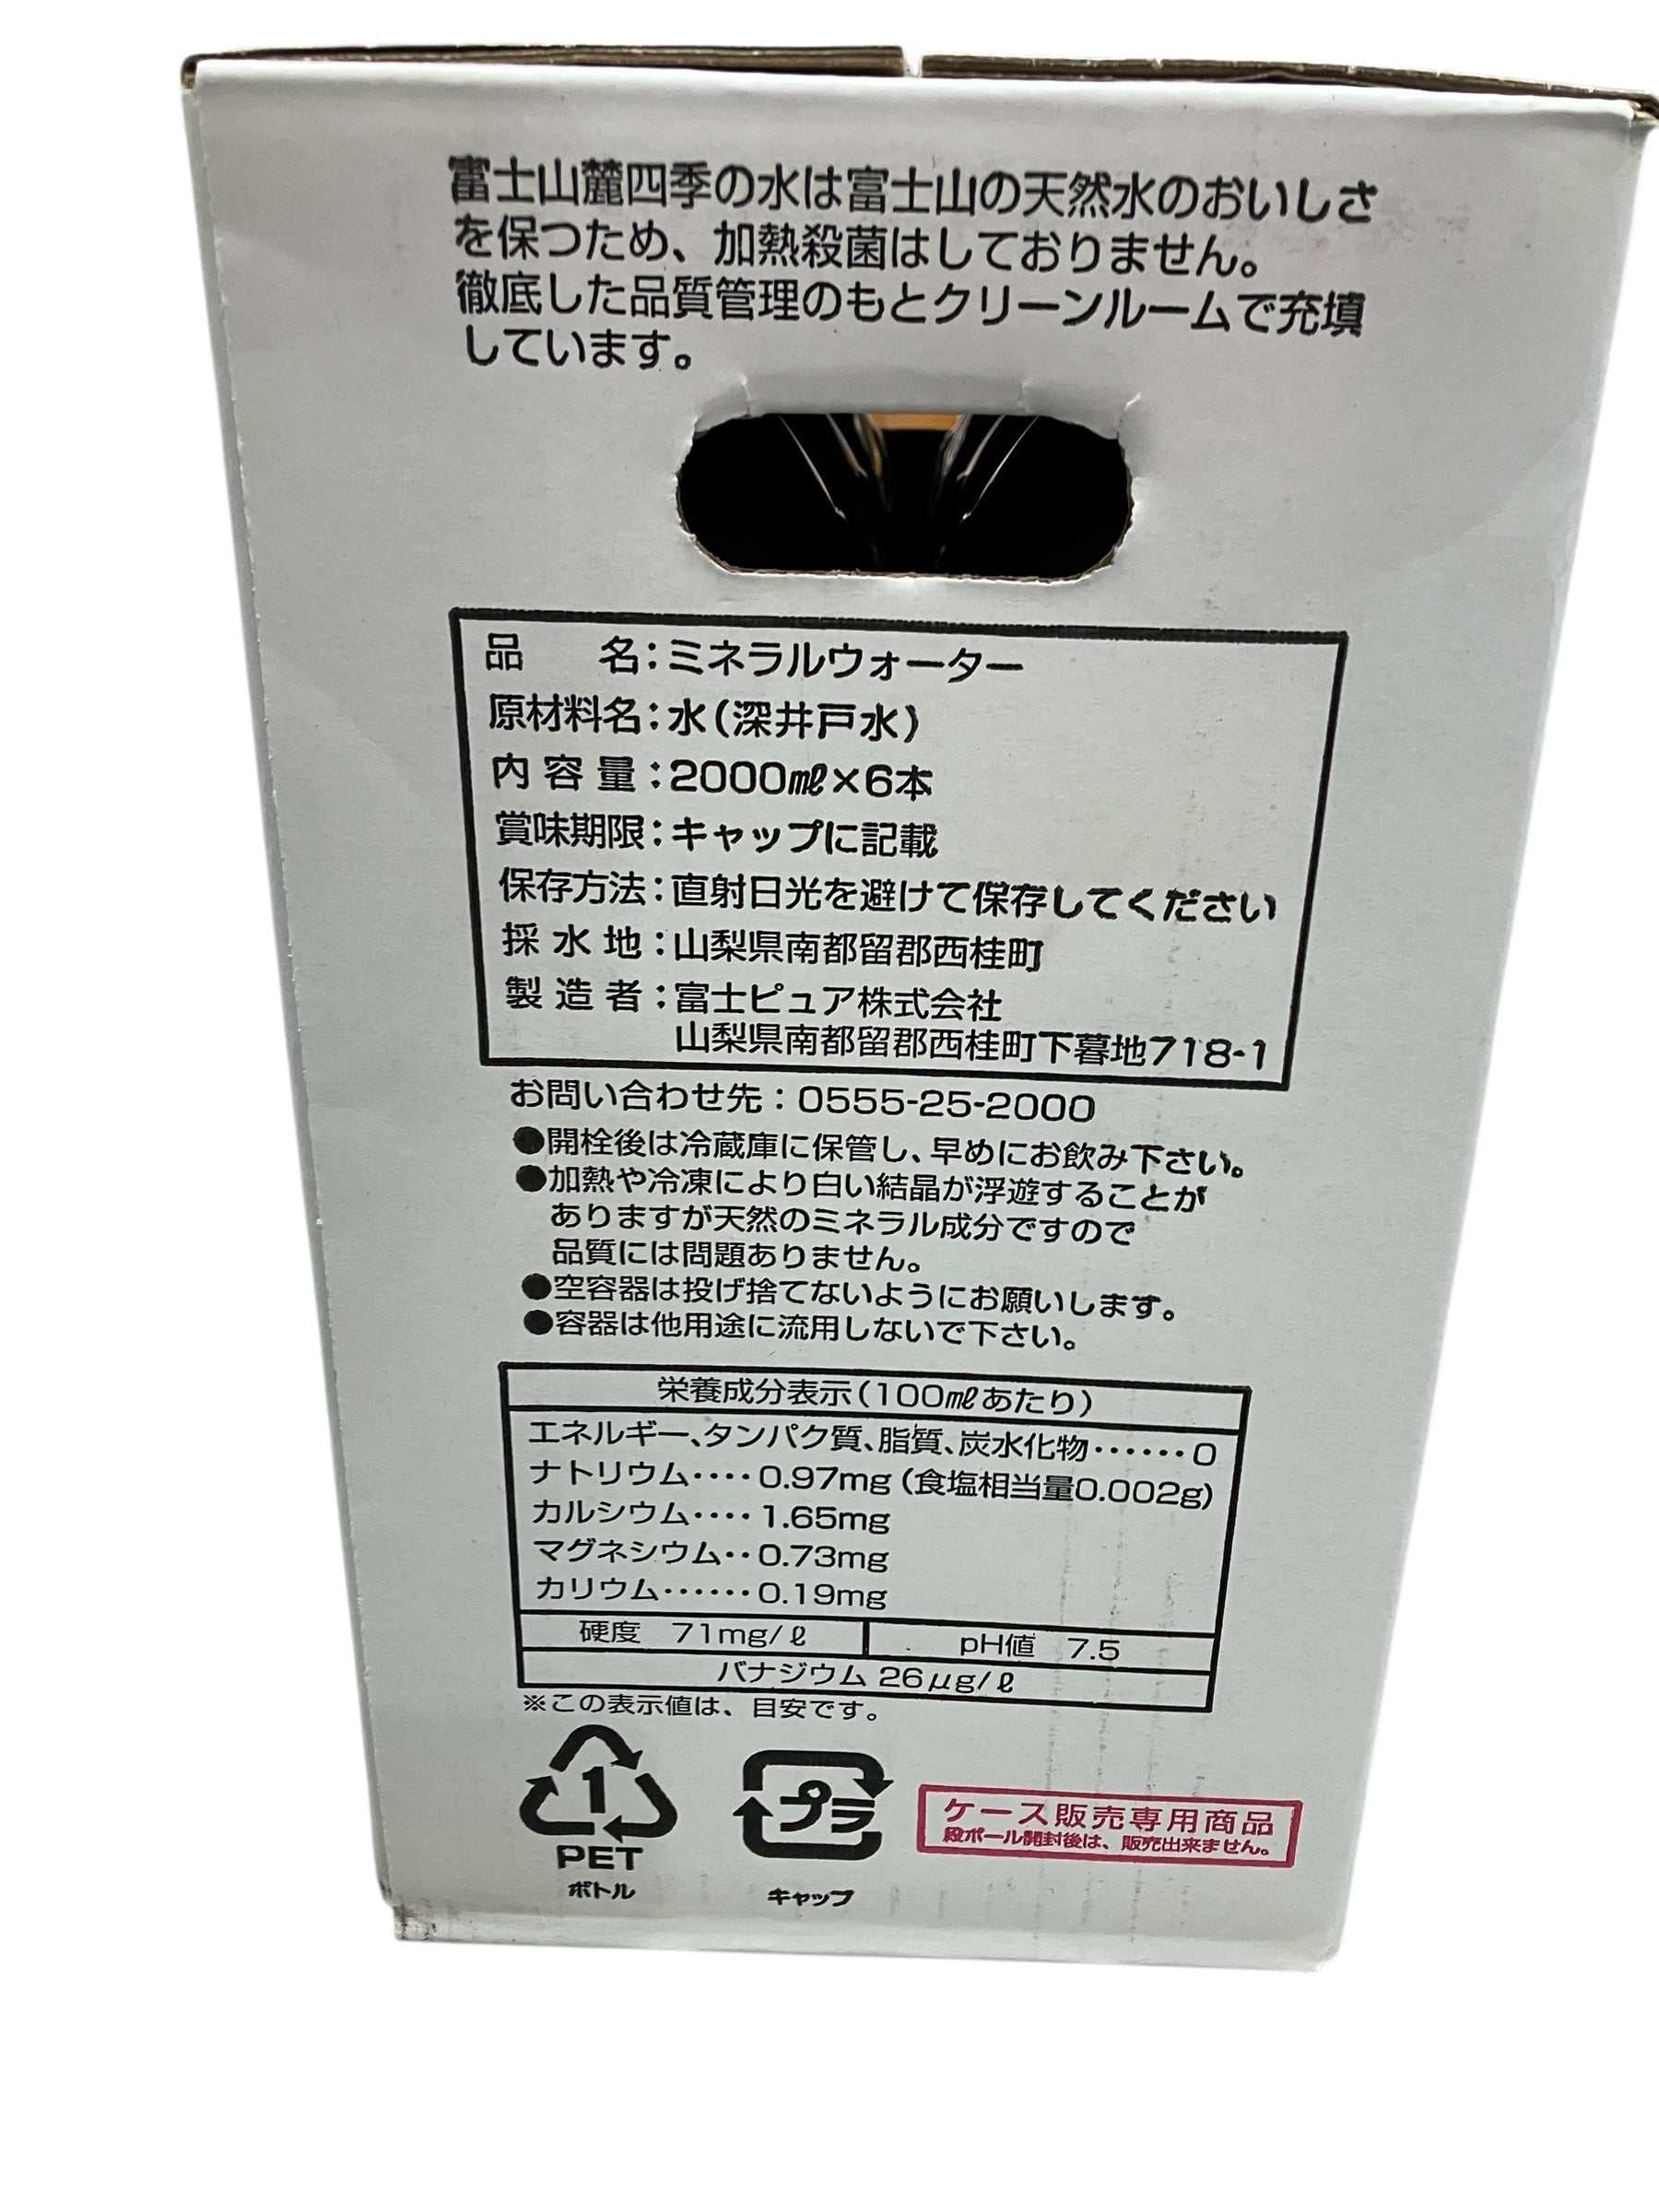 富士山麓四季の水は富士山の天然水のおいしさ
を保つため、加熱殺菌はしておりません。
徹底した品質管理のもとクリーンルームで充填
しています。
品　　名：ミネラルウォーター
原材料名：水（深井戸水）
内 容 量：2000㎖×6本
賞味期限：キャップに記載
保存方法：直射日光を避けて保存してください
採 水 地：山梨県南都留郡西桂町
製 造 者：富士ピュア株式会社
山梨県南都留郡西桂町下暮地718-1
お問い合わせ先：0555-25-2000
●開栓後は冷蔵庫に保管し、早めにお飲み下さい。
●加熱や冷凍により白い結晶が浮遊することが
ありますが天然のミネラル成分ですので
品質には問題ありません。
●空容器は投げ捨てないようにお願いします。
●容器は他用途に流用しないで下さい。
栄養成分表示（100㎖あたり）
エネルギー、タンパク質、脂質、炭水化物‥‥‥0
ナトリウム‥‥0.97mg（食塩相当量0.002g）
カルシウム‥‥1.65mg
マグネシウム‥0.73mg
カリウム‥‥‥0.19mg
硬度　71mg/ℓ　pH値　7.5
バナジウム 26μg/ℓ
※この表示値は、目安です。
1
PET
ボトル
プラ
キャップ
ケース販売専用商品
段ボール開封後は、販売出来ません。